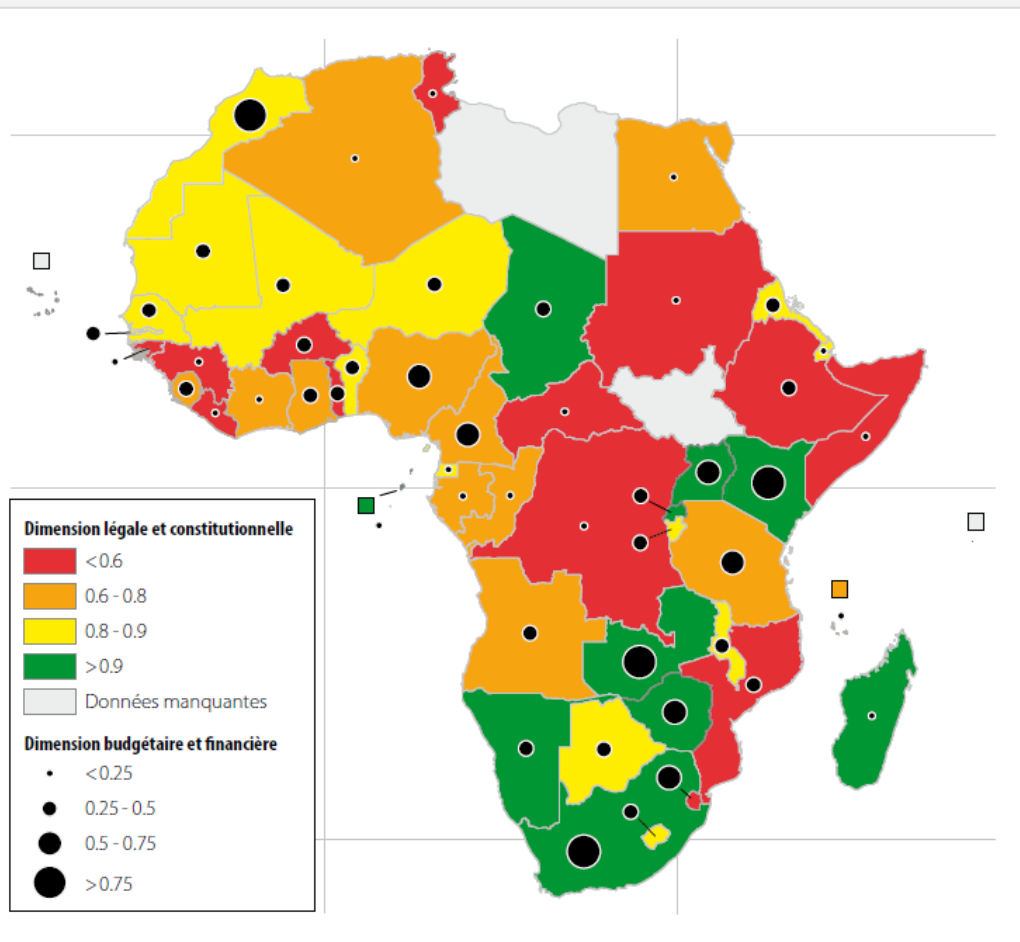 Dimension légale et constitutionnelle
<0.6
0.6 - 0.8
0.8 - 0.9
>0.9
Données manquantes
Dimension budgétaire et financière
<0.25
0.25 - 0.5
0.5 - 0.75
>0.75